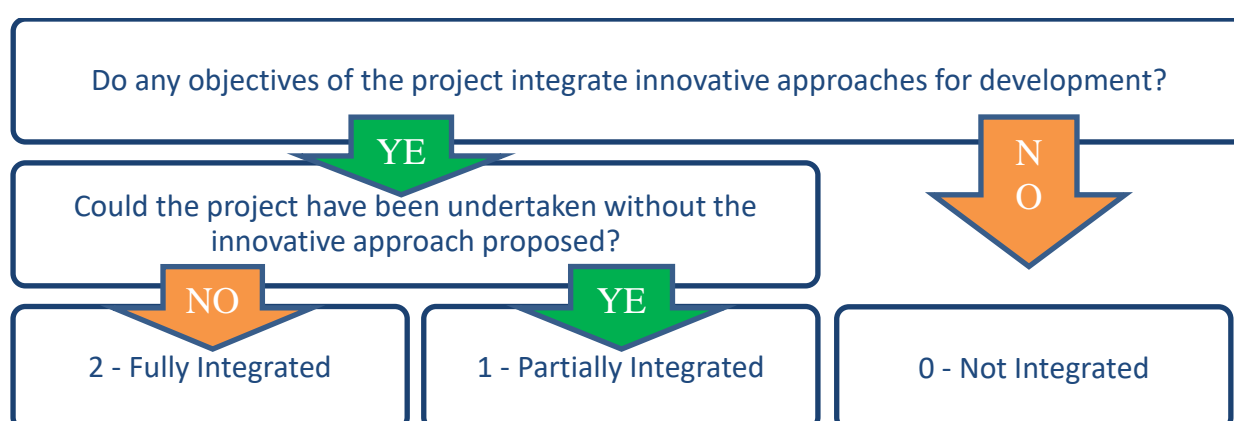 Do any objectives of the project integrate innovative approaches for development?
YE
N
O
Could the project have been undertaken without the
innovative approach proposed?
NO
YE
2 - Fully Integrated
1 - Partially Integrated
0 - Not Integrated